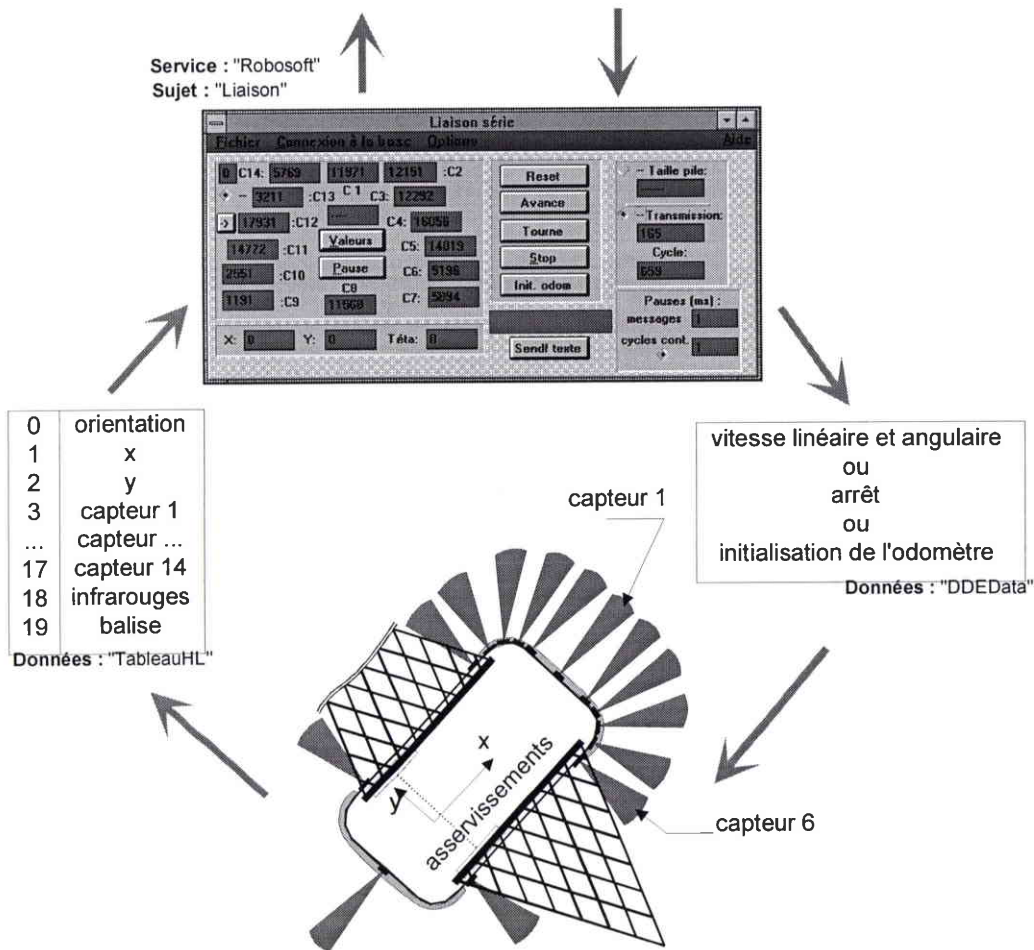 Service : "Robosoft"
Sujet : "Liaison"
Liaison série
Fichier Connexion à la base Options Aide
0 C14: 5769 11971 12151 :C2
-- 3211 :C13 C 1 C3: 12292
-> 17931 :C12 ---- C4: 16056
14772 :C11 Valeurs C5: 14019
2551 :C10 Pause C6: 5196
1191 :C9 C8 11668 C7: 5894
X: 0 Y: 0 Téta: 0
Reset
Avance
Tourne
Stop
Init. odom
Sendf texte
-- Taille pile:
-----
-- Transmission:
165
Cycle:
659
Pauses (ms) :
messages 1
cycles cont. 1
0 orientation
1 x
2 y
3 capteur 1
... capteur ...
17 capteur 14
18 infrarouges
19 balise
Données : "TableauHL"
vitesse linéaire et angulaire
ou
arrêt
ou
initialisation de l'odomètre
Données : "DDEData"
capteur 1
x
y
asservissements
capteur 6